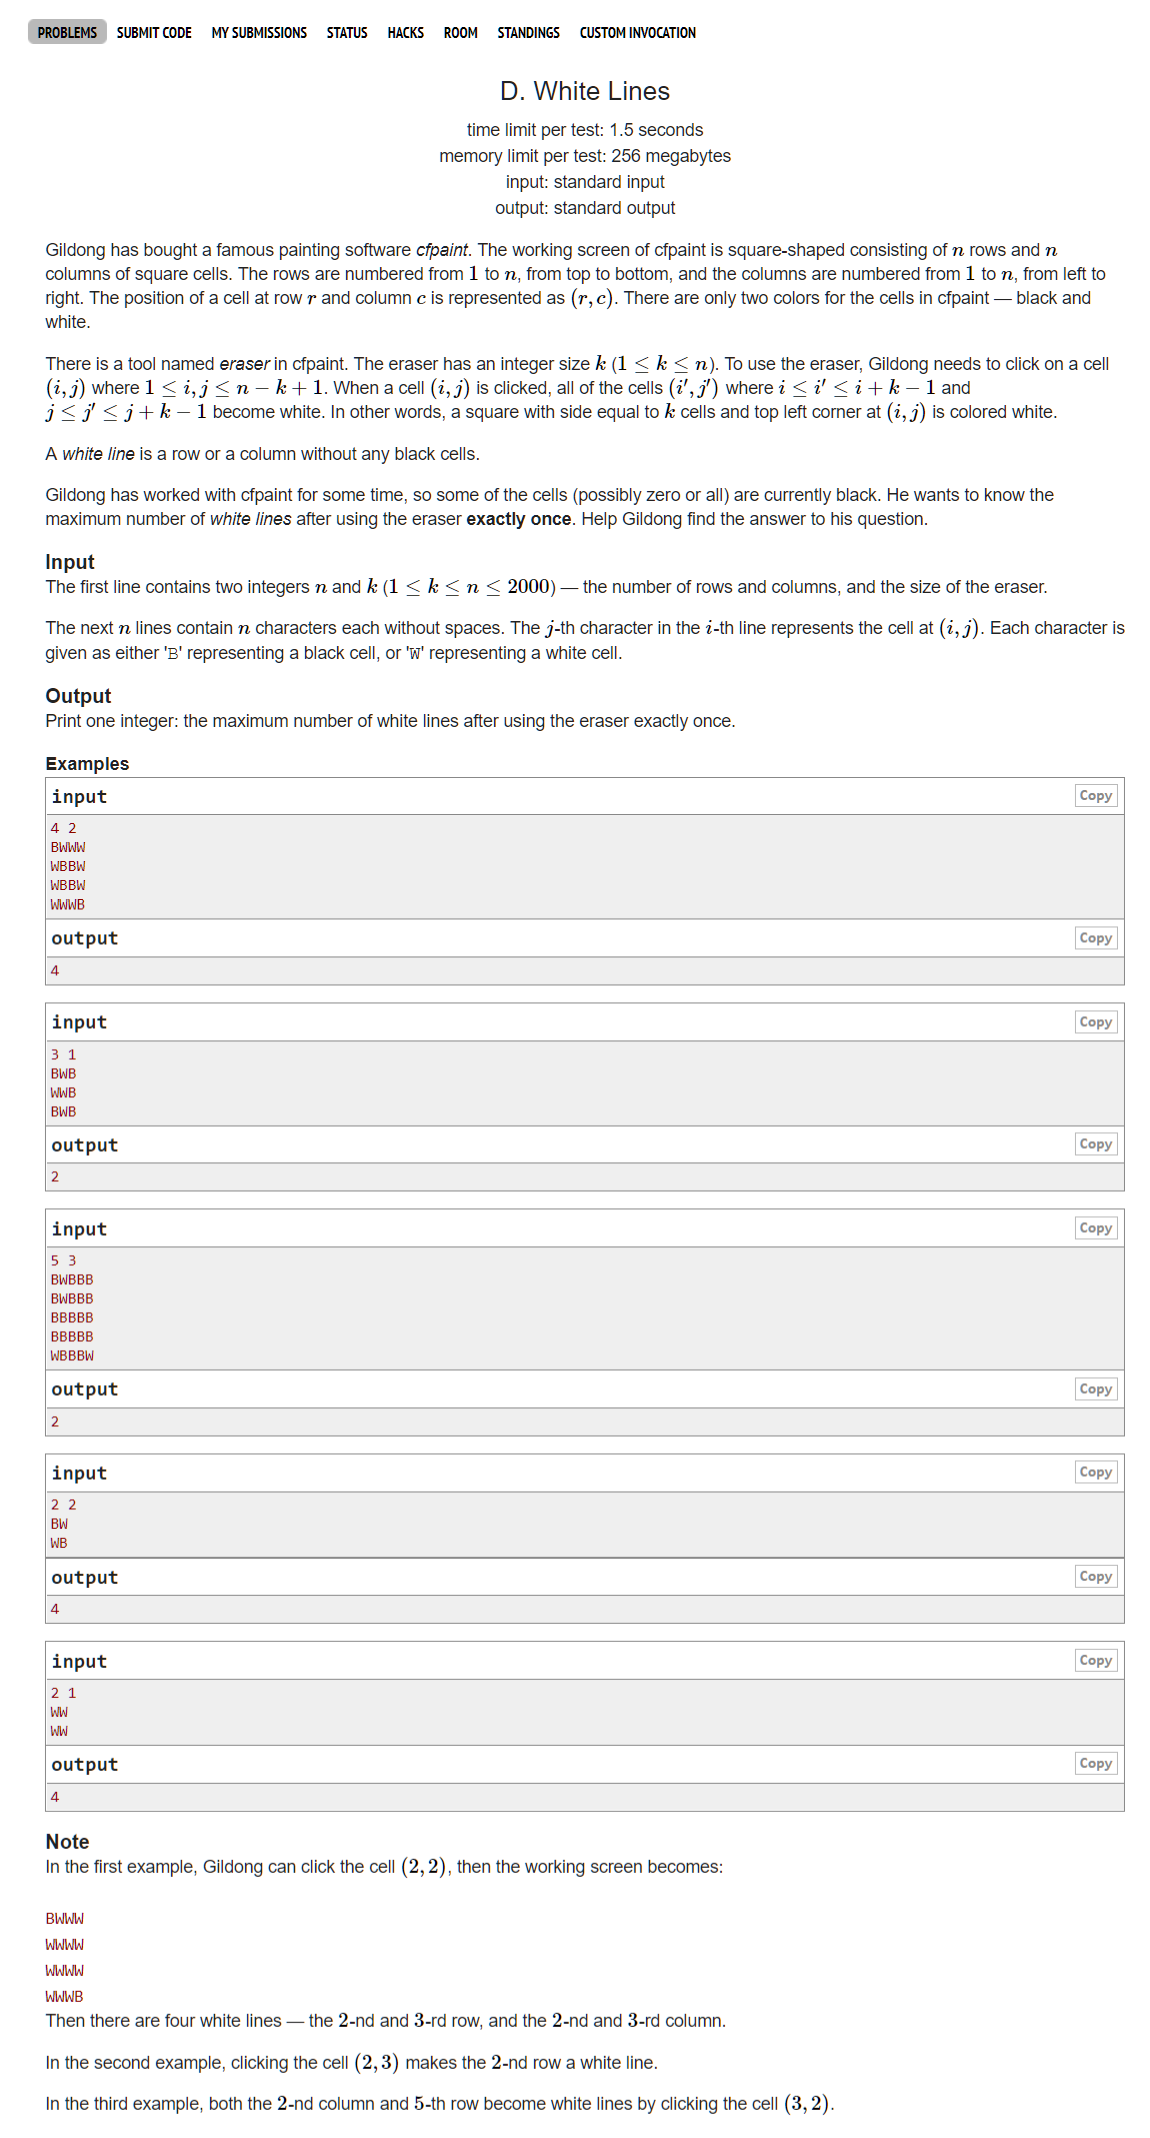 PROBLEMS SUBMIT CODE MY SUBMISSIONS STATUS HACKS ROOM STANDINGS CUSTOM INVOCATION
D. White Lines
time limit per test: 1.5 seconds
memory limit per test: 256 megabytes
input: standard input
output: standard output
Gildong has bought a famous painting software cfpaint. The working screen of cfpaint is square-shaped consisting of n rows and n
columns of square cells. The rows are numbered from 1 to n, from top to bottom, and the columns are numbered from 1 to n, from left to
right. The position of a cell at row r and column c is represented as (r, c). There are only two colors for the cells in cfpaint — black and
white.
There is a tool named eraser in cfpaint. The eraser has an integer size k (1 ≤ k ≤ n). To use the eraser, Gildong needs to click on a cell
(i, j) where 1 ≤ i, j ≤ n − k + 1. When a cell (i, j) is clicked, all of the cells (i′, j′) where i ≤ i′ ≤ i + k − 1 and
j ≤ j′ ≤ j + k − 1 become white. In other words, a square with side equal to k cells and top left corner at (i, j) is colored white.
A white line is a row or a column without any black cells.
Gildong has worked with cfpaint for some time, so some of the cells (possibly zero or all) are currently black. He wants to know the
maximum number of white lines after using the eraser exactly once. Help Gildong find the answer to his question.
Input
The first line contains two integers n and k (1 ≤ k ≤ n ≤ 2000) — the number of rows and columns, and the size of the eraser.
The next n lines contain n characters each without spaces. The j-th character in the i-th line represents the cell at (i, j). Each character is
given as either 'B' representing a black cell, or 'W' representing a white cell.
Output
Print one integer: the maximum number of white lines after using the eraser exactly once.
Examples
input Copy
4 2
BWWW
WBBW
WBBW
WWWB
output Copy
4
input Copy
3 1
BWB
WWB
BWB
output Copy
2
input Copy
5 3
BWBBB
BWBBB
BBBBB
BBBBB
WBBBW
output Copy
2
input Copy
2 2
BW
WB
output Copy
4
input Copy
2 1
WW
WW
output Copy
4
Note
In the first example, Gildong can click the cell (2, 2), then the working screen becomes:
BWWW
WWWW
WWWW
WWWB
Then there are four white lines — the 2-nd and 3-rd row, and the 2-nd and 3-rd column.
In the second example, clicking the cell (2, 3) makes the 2-nd row a white line.
In the third example, both the 2-nd column and 5-th row become white lines by clicking the cell (3, 2).